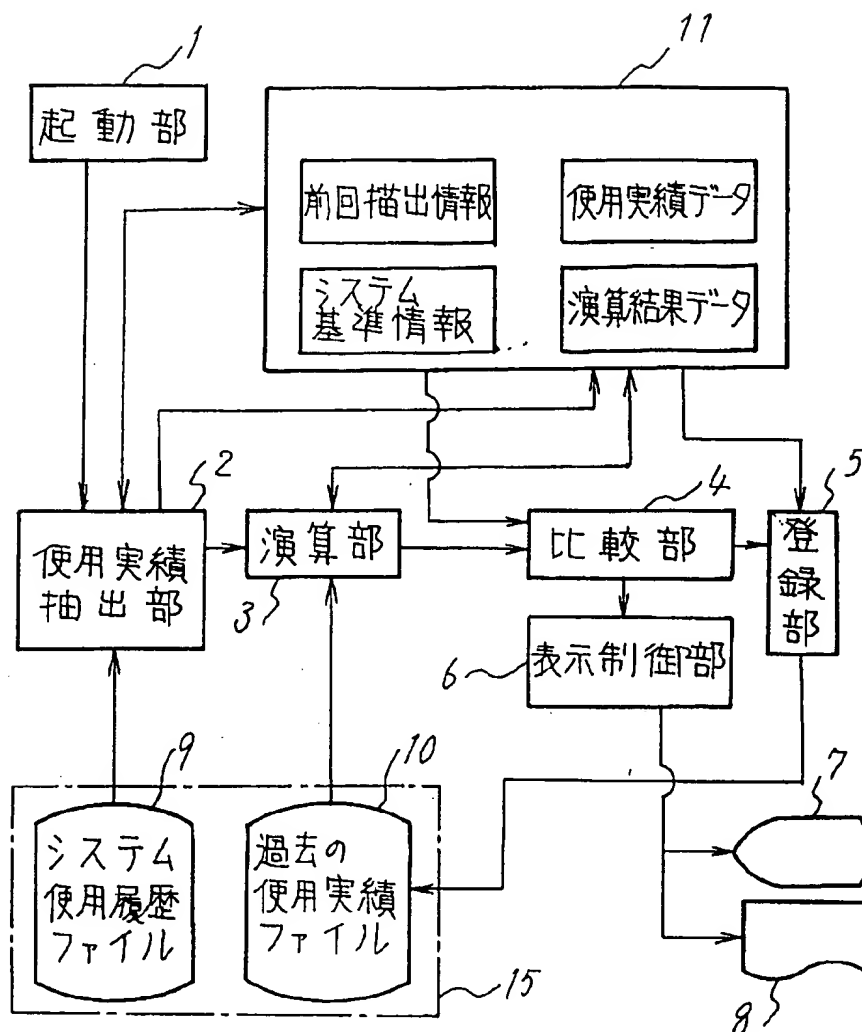 1
起動部
11
前回描出情報
使用実績データ
システム
基準情報
‥
演算結果データ
2
使用実績
抽出部
演算部
3
4
比較部
5
登録部
6
表示制御部
9
システム
使用履歴
ファイル
10
過去の
使用実績
ファイル
15
7
8